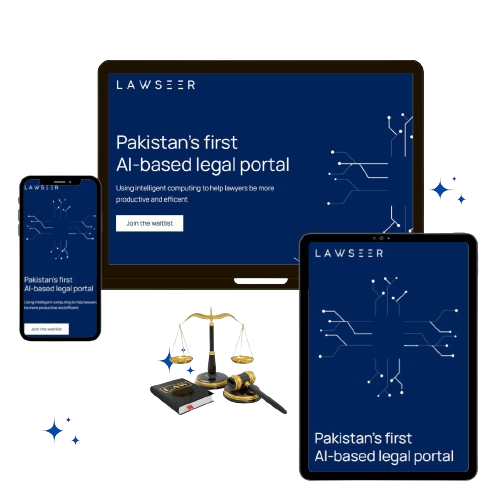 LAWSEER
Pakistan's first
AI-based legal portal
Using intelligent computing to help lawyers be more
productive and efficent
Join the waitlist
LAWSEER
Pakistan's first
AI-based legal portal
Using intelligent computing to help lawyers
be more productive and efficent
Join the waitlist
LAW
LAWSEER
Pakistan's first
AI-based legal portal